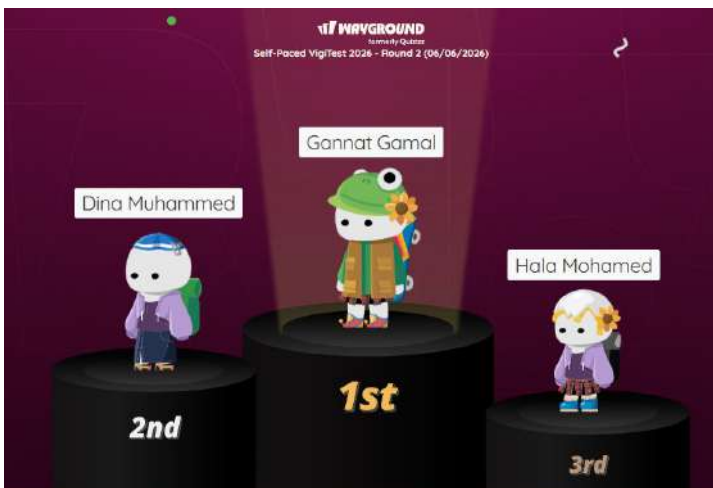 WAYGROUND
formerly Quizizz
Self-Paced VigiTest 2026 - Round 2 (06/06/2026)
Gannat Gamal
Dina Muhammed
Hala Mohamed
1st
2nd
3rd